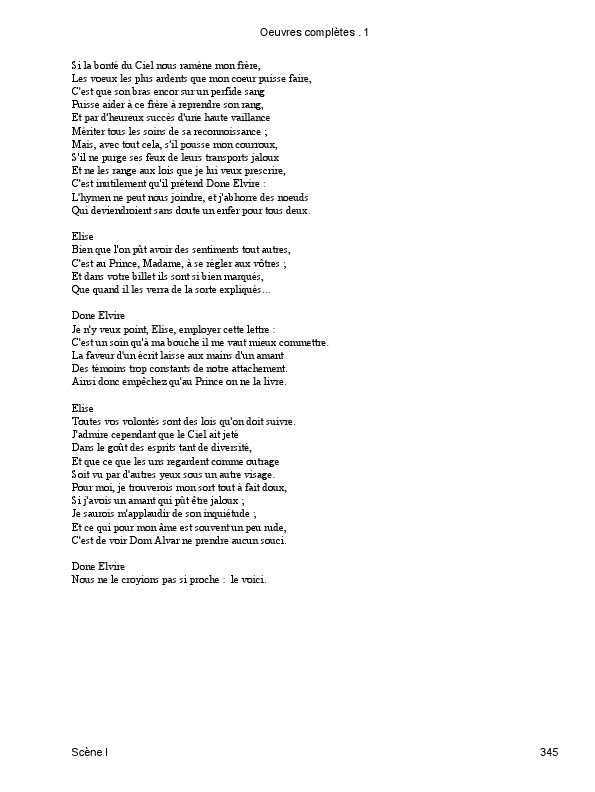 Oeuvres complètes . 1
Si la bonté du Ciel nous ramène mon frère,
Les voeux les plus ardents que mon coeur puisse faire,
C'est que son bras encor sur un perfide sang
Puisse aider à ce frère à reprendre son rang,
Et par d'heureux succès d'une haute vaillance
Mériter tous les soins de sa reconnoissance ;
Mais, avec tout cela, s'il pousse mon courroux,
S'il ne purge ses feux de leurs transports jaloux
Et ne les range aux lois que je lui veux prescrire,
C'est inutilement qu'il prétend Done Elvire :
L'hymen ne peut nous joindre, et j'abhorre des noeuds
Qui deviendroient sans doute un enfer pour tous deux.
Elise
Bien que l'on pût avoir des sentiments tout autres,
C'est au Prince, Madame, à se régler aux vôtres ;
Et dans votre billet ils sont si bien marqués,
Que quand il les verra de la sorte expliqués...
Done Elvire
Je n'y veux point, Elise, employer cette lettre :
C'est un soin qu'à ma bouche il me vaut mieux commettre.
La faveur d'un écrit laisse aux mains d'un amant
Des témoins trop constants de notre attachement.
Ainsi donc empêchez qu'au Prince on ne la livre.
Elise
Toutes vos volontés sont des lois qu'on doit suivre.
J'admire cependant que le Ciel ait jeté
Dans le goût des esprits tant de diversité,
Et que ce que les uns regardent comme outrage
Soit vu par d'autres yeux sous un autre visage.
Pour moi, je trouverois mon sort tout à fait doux,
Si j'avois un amant qui pût être jaloux ;
Je saurois m'applaudir de son inquiétude ;
Et ce qui pour mon âme est souvent un peu rude,
C'est de voir Dom Alvar ne prendre aucun souci.
Done Elvire
Nous ne le croyions pas si proche : le voici.
Scène I
345